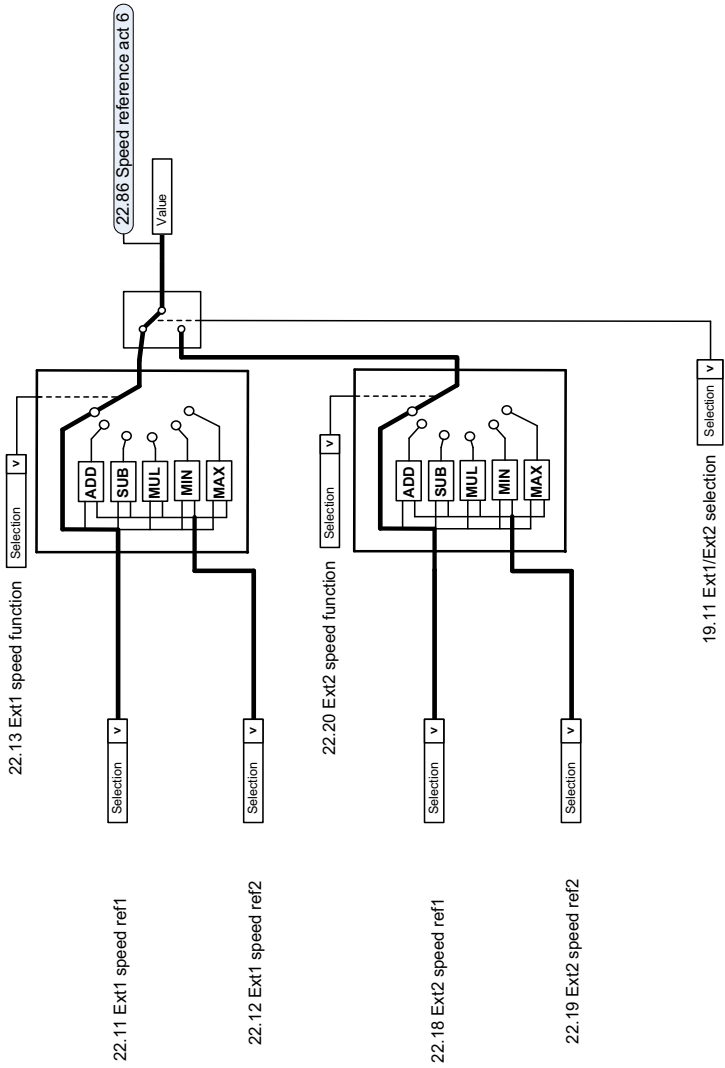 22.86 Speed reference act 6
Value
22.13 Ext1 speed function
Selection v
ADD
SUB
MUL
MIN
MAX
22.11 Ext1 speed ref1
Selection v
22.12 Ext1 speed ref2
Selection v
22.20 Ext2 speed function
Selection v
ADD
SUB
MUL
MIN
MAX
22.18 Ext2 speed ref1
Selection v
22.19 Ext2 speed ref2
Selection v
19.11 Ext1/Ext2 selection
Selection v